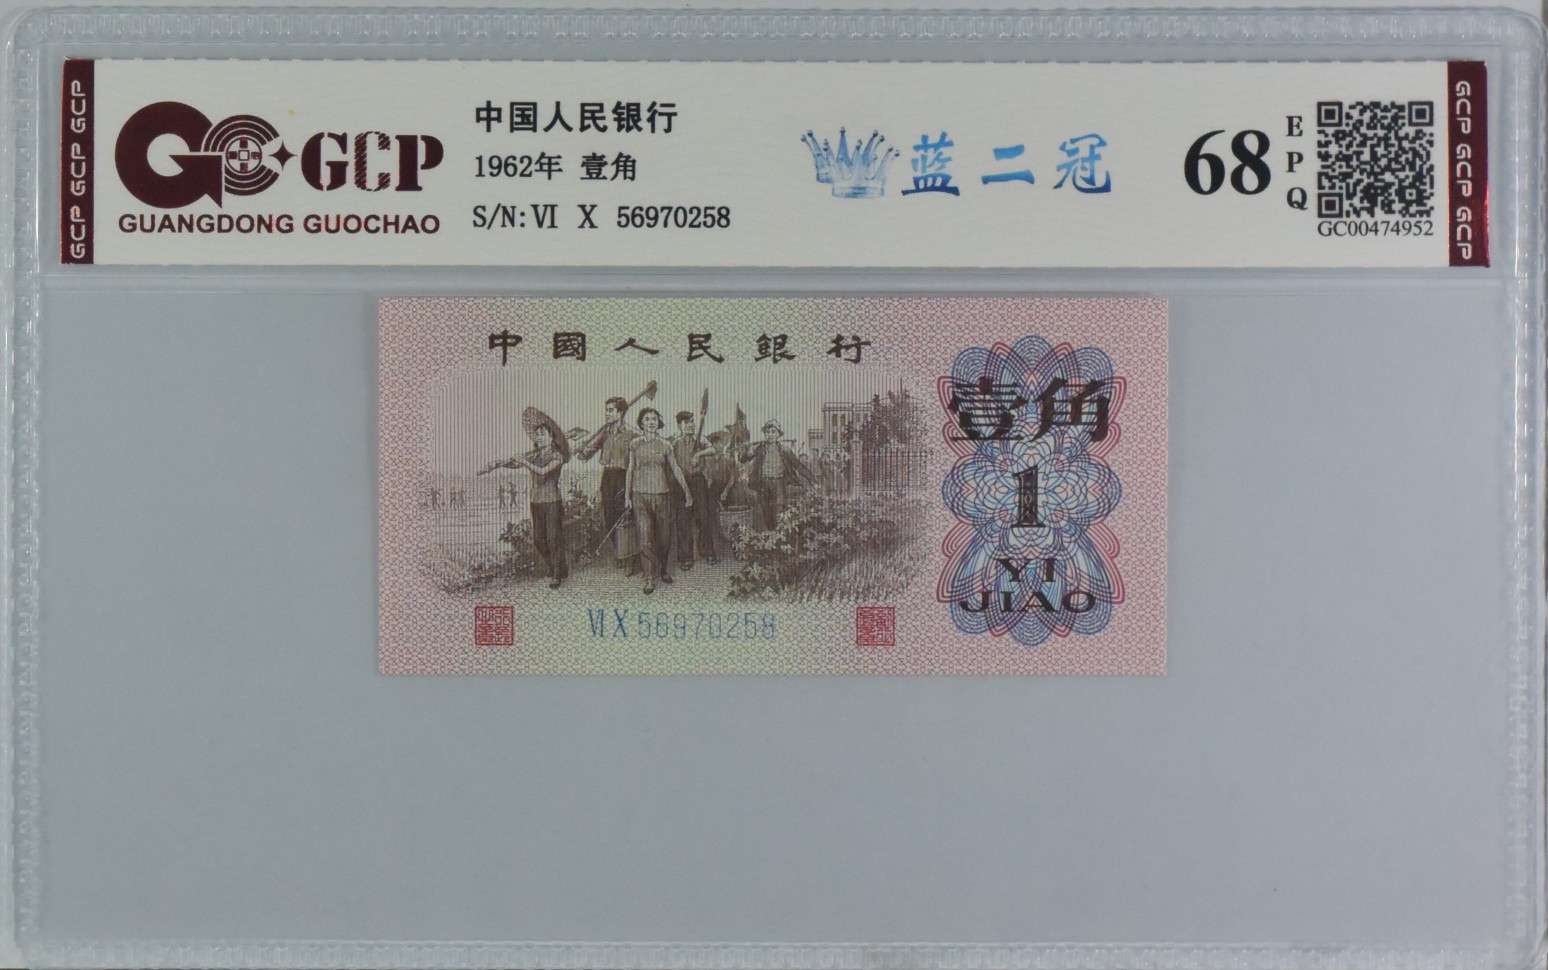 GCP GCP GCP
GCP
GUANGDONG GUOCHAO
中国人民银行
1962年 壹角
S/N: VI X 56970258
蓝二冠
68
EPQ
GC00474952
GCP GCP GCP
中國人民銀行
壹角
1
YI
JIAO
VI X 56970258